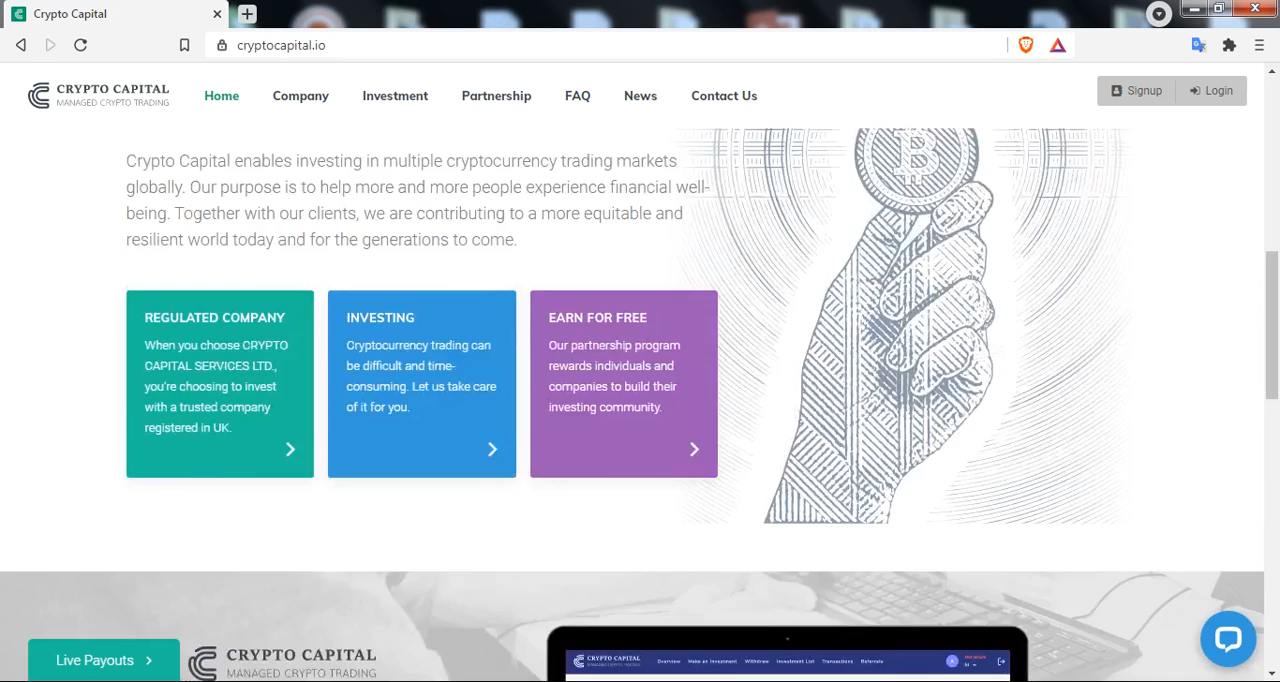 Crypto Capital
cryptocapital.io
CRYPTO CAPITAL
MANAGED CRYPTO TRADING
Home Company Investment Partnership FAQ News Contact Us
Signup Login
Crypto Capital enables investing in multiple cryptocurrency trading markets
globally. Our purpose is to help more and more people experience financial well-
being. Together with our clients, we are contributing to a more equitable and
resilient world today and for the generations to come.
REGULATED COMPANY
When you choose CRYPTO
CAPITAL SERVICES LTD.,
you're choosing to invest
with a trusted company
registered in UK.
INVESTING
Cryptocurrency trading can
be difficult and time-
consuming. Let us take care
of it for you.
EARN FOR FREE
Our partnership program
rewards individuals and
companies to build their
investing community.
Live Payouts
CRYPTO CAPITAL
MANAGED CRYPTO TRADING
CRYPTO CAPITAL
Overview Make an Investment Withdraw Investment List Transactions Referrals